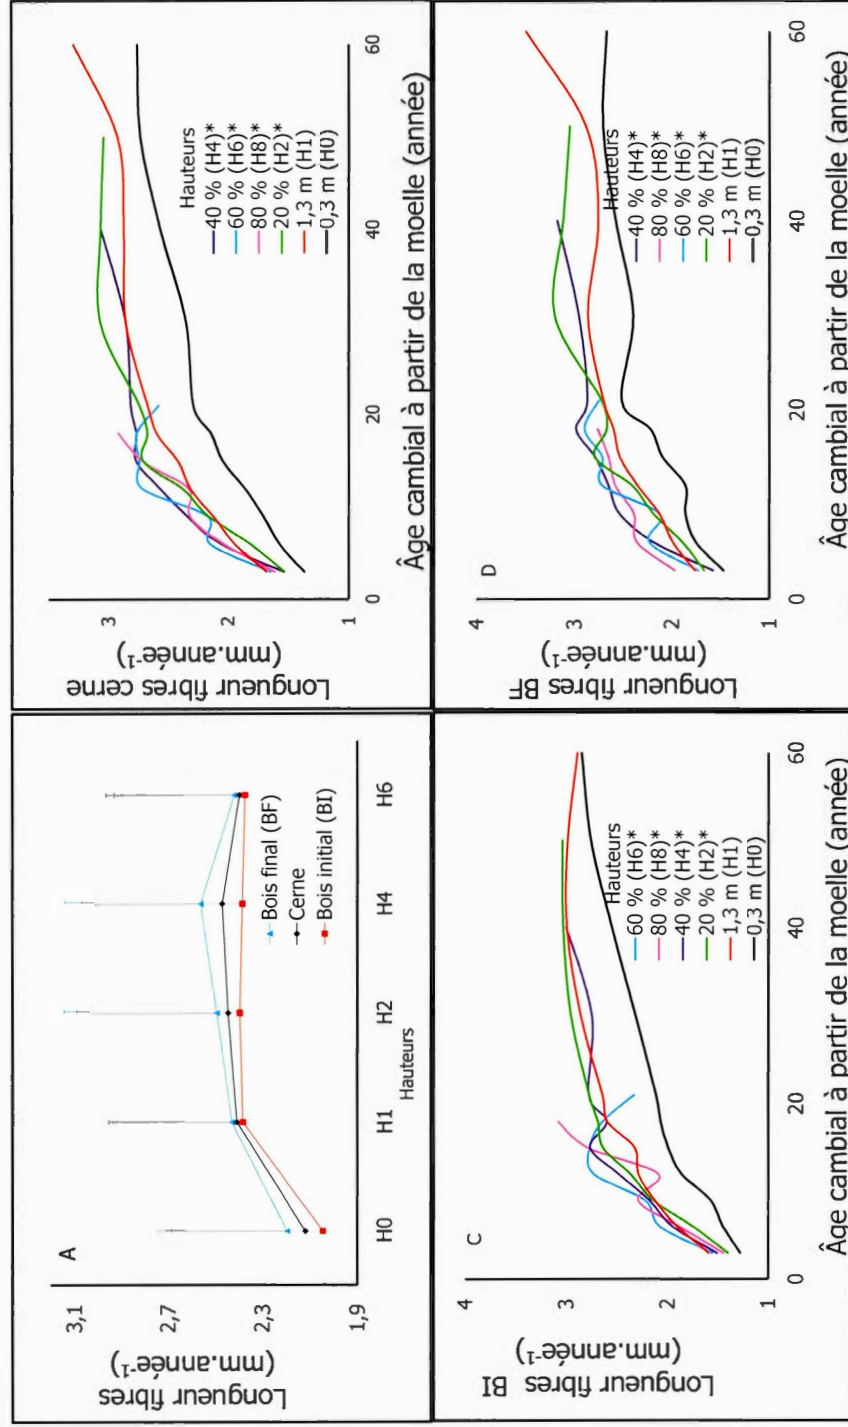 A
Longueur fibres
(mm.année⁻¹)
3,1
2,7
2,3
1,9
H0
H1
H2
H4
H6
Hauteurs
Bois final (BF)
Cerne
Bois initial (BI)
Longueur fibres cerne
(mm.année⁻¹)
3
2
1
0
20
40
60
Âge cambial à partir de la moelle (année)
Hauteurs
40 % (H4)*
60 % (H6)*
80 % (H8)*
20 % (H2)*
1,3 m (H1)
0,3 m (H0)
C
Longueur fibres BI
(mm.année⁻¹)
4
3
2
1
0
20
40
60
Âge cambial à partir de la moelle (année)
Hauteurs
60 % (H6)*
80 % (H8)*
40 % (H4)*
20 % (H2)*
1,3 m (H1)
0,3 m (H0)
D
Longueur fibres BF
(mm.année⁻¹)
4
3
2
1
0
20
40
60
Âge cambial à partir de la moelle (année)
Hauteurs
40 % (H4)*
80 % (H8)*
60 % (H6)*
20 % (H2)*
1,3 m (H1)
0,3 m (H0)